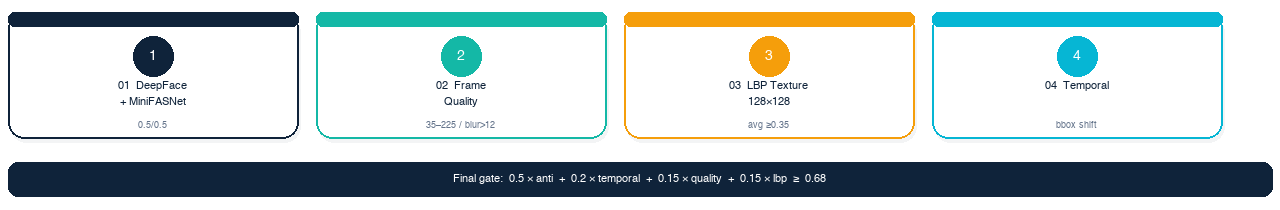 1
01 DeepFace
+ MiniFASNet
0.5/0.5
2
02 Frame
Quality
35–225 / blur>12
3
03 LBP Texture
128×128
avg ≥0.35
4
04 Temporal
bbox shift
Final gate: 0.5 × anti + 0.2 × temporal + 0.15 × quality + 0.15 × lbp ≥ 0.68